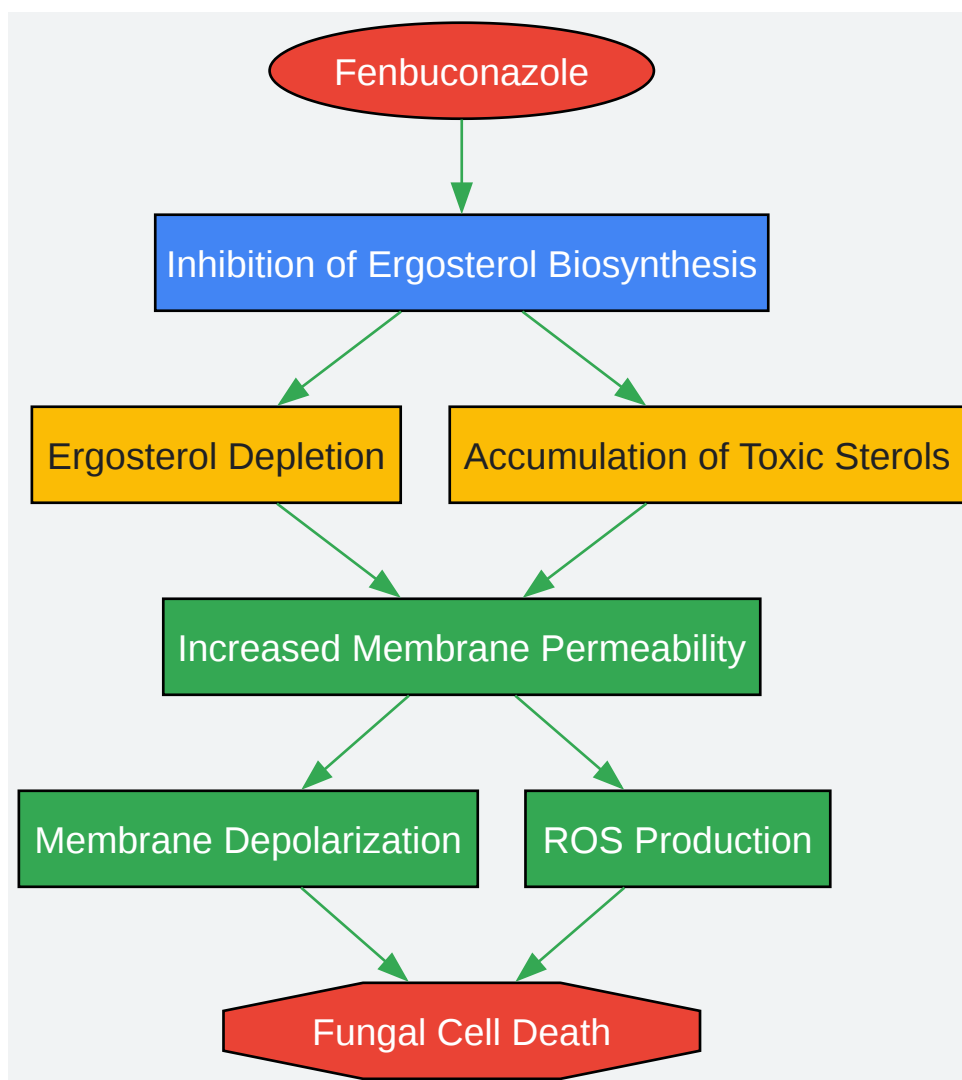 Fenbuconazole
Inhibition of Ergosterol Biosynthesis
Ergosterol Depletion
Accumulation of Toxic Sterols
Increased Membrane Permeability
Membrane Depolarization
ROS Production
Fungal Cell Death